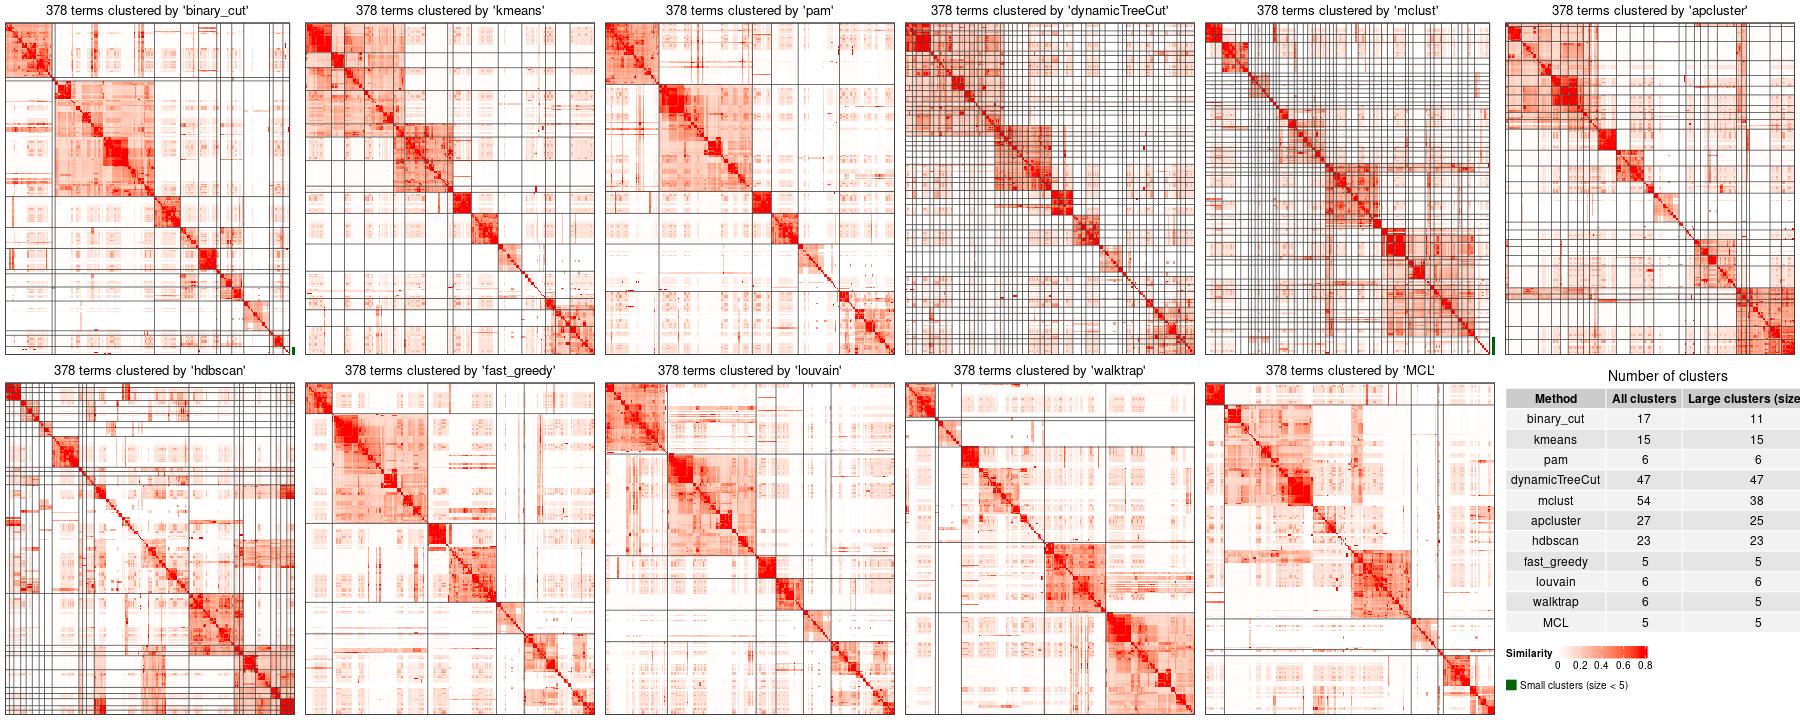 378 terms clustered by 'binary_cut'
378 terms clustered by 'kmeans'
378 terms clustered by 'pam'
378 terms clustered by 'dynamicTreeCut'
378 terms clustered by 'mclust'
378 terms clustered by 'apcluster'
378 terms clustered by 'hdbscan'
378 terms clustered by 'fast_greedy'
378 terms clustered by 'louvain'
378 terms clustered by 'walktrap'
378 terms clustered by 'MCL'
Number of clusters
Method All clusters Large clusters (size
binary_cut 17 11
kmeans 15 15
pam 6 6
dynamicTreeCut 47 47
mclust 54 38
apcluster 27 25
hdbscan 23 23
fast_greedy 5 5
louvain 6 6
walktrap 6 5
MCL 5 5
Similarity
0 0.2 0.4 0.6 0.8
Small clusters (size < 5)